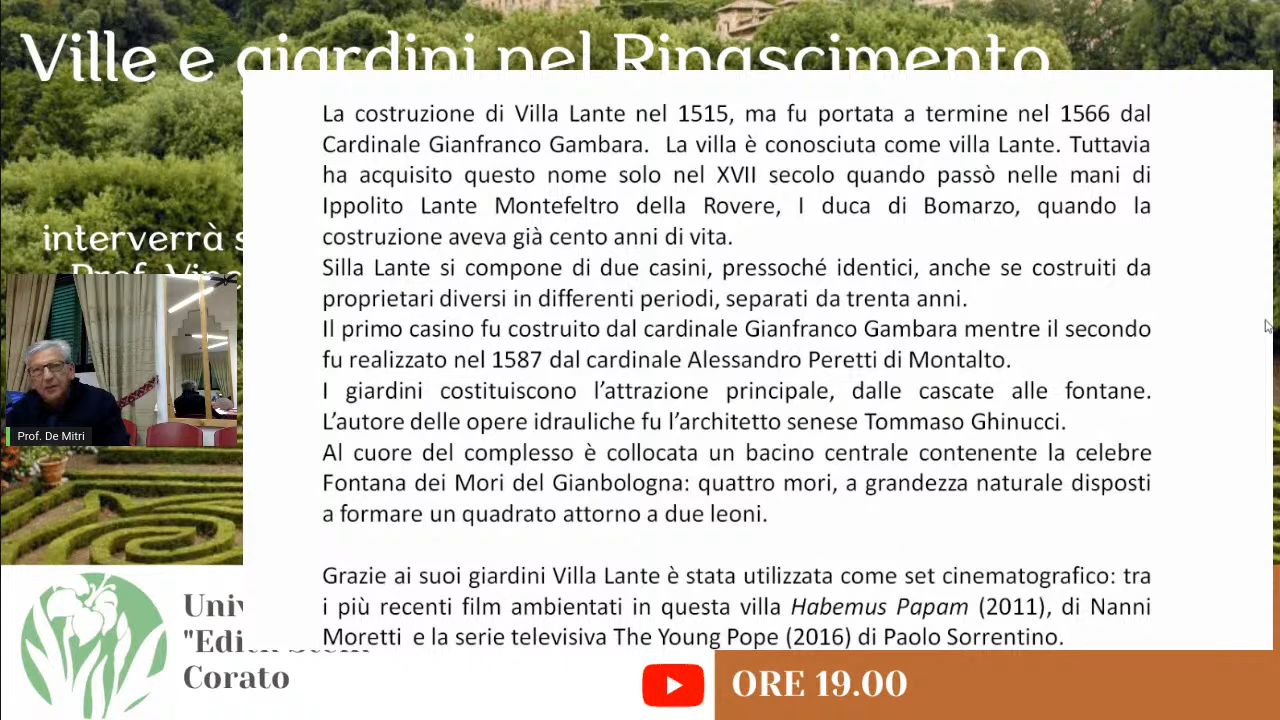 Ville e giardini nel Rinascimento
La costruzione di Villa Lante nel 1515, ma fu portata a termine nel 1566 dal
Cardinale Gianfranco Gambara. La villa è conosciuta come villa Lante. Tuttavia
ha acquisito questo nome solo nel XVII secolo quando passò nelle mani di
Ippolito Lante Montefeltro della Rovere, I duca di Bomarzo, quando la
costruzione aveva già cento anni di vita.
Silla Lante si compone di due casini, pressoché identici, anche se costruiti da
proprietari diversi in differenti periodi, separati da trenta anni.
Il primo casino fu costruito dal cardinale Gianfranco Gambara mentre il secondo
fu realizzato nel 1587 dal cardinale Alessandro Peretti di Montalto.
I giardini costituiscono l’attrazione principale, dalle cascate alle fontane.
L’autore delle opere idrauliche fu l’architetto senese Tommaso Ghinucci.
Al cuore del complesso è collocata un bacino centrale contenente la celebre
Fontana dei Mori del Gianbologna: quattro mori, a grandezza naturale disposti
a formare un quadrato attorno a due leoni.
Grazie ai suoi giardini Villa Lante è stata utilizzata come set cinematografico: tra
i più recenti film ambientati in questa villa Habemus Papam (2011), di Nanni
Moretti e la serie televisiva The Young Pope (2016) di Paolo Sorrentino.
interverrà
Prof.
Prof. De Mitri
Univ
"Edith Stein"
Corato
ORE 19.00